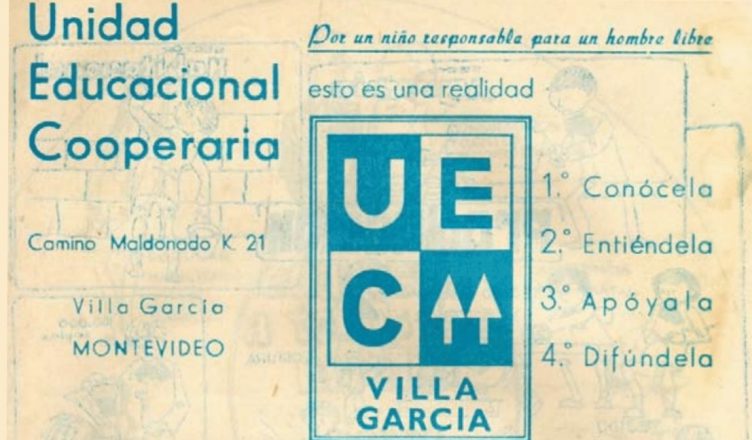 Unidad
Educacional
Cooperaria
Camino Maldonado K. 21
Villa García
MONTEVIDEO
Por un niño responsable para un hombre libre
esto es una realidad
U E
C
VILLA
GARCIA
1.° Conócela
2.° Entiéndela
3.° Apóyala
4.° Difúndela